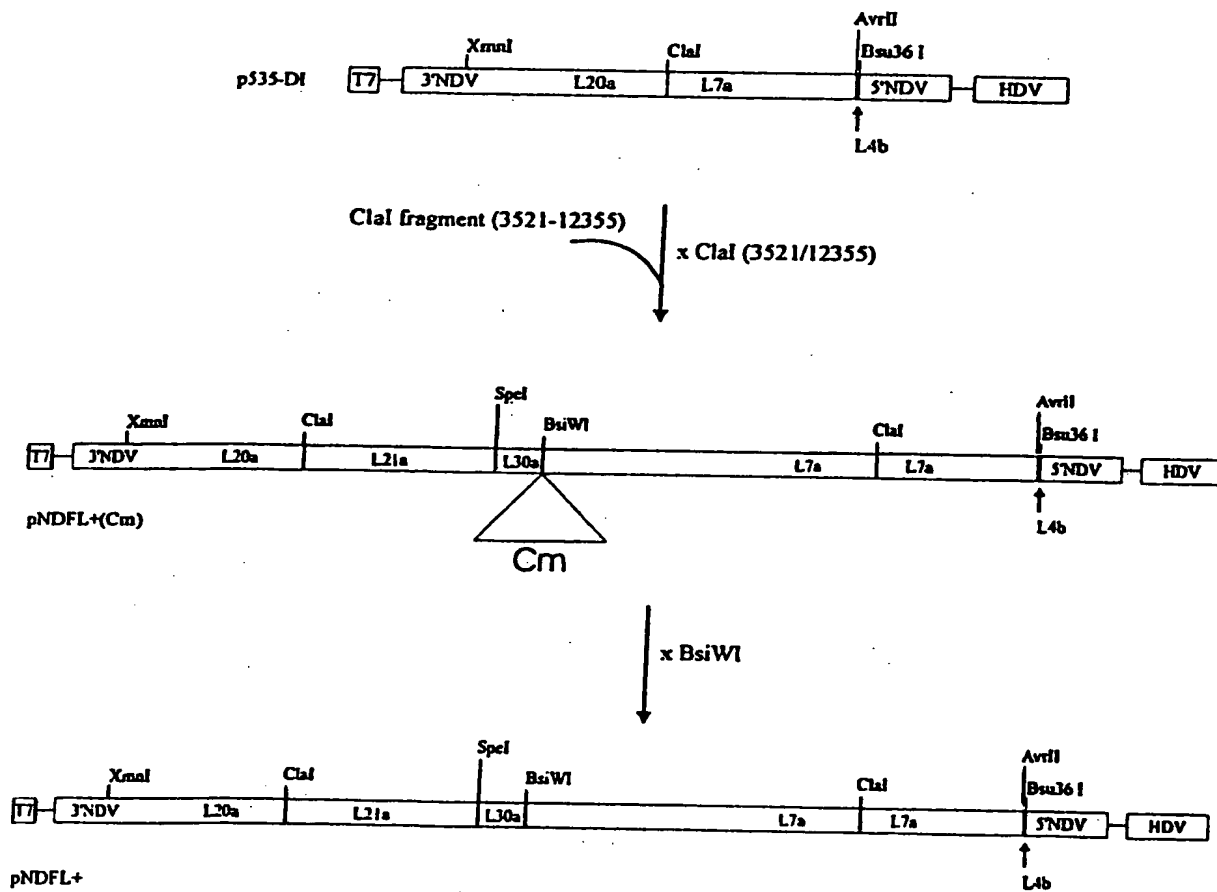 AvrII
XmnI ClaI Bsu36 I
p535-DI T7 3'NDV L20a L7a 5'NDV HDV
L4b
ClaI fragment (3521-12355)
x ClaI (3521/12355)
SpeI AvrII
XmnI ClaI BsiWI ClaI Bsu36 I
T7 3'NDV L20a L21a L30a L7a L7a 5'NDV HDV
pNDFL+(Cm) L4b
Cm
x BsiWI
SpeI AvrII
XmnI ClaI BsiWI ClaI Bsu36 I
T7 3'NDV L20a L21a L30a L7a L7a 5'NDV HDV
pNDFL+ L4b